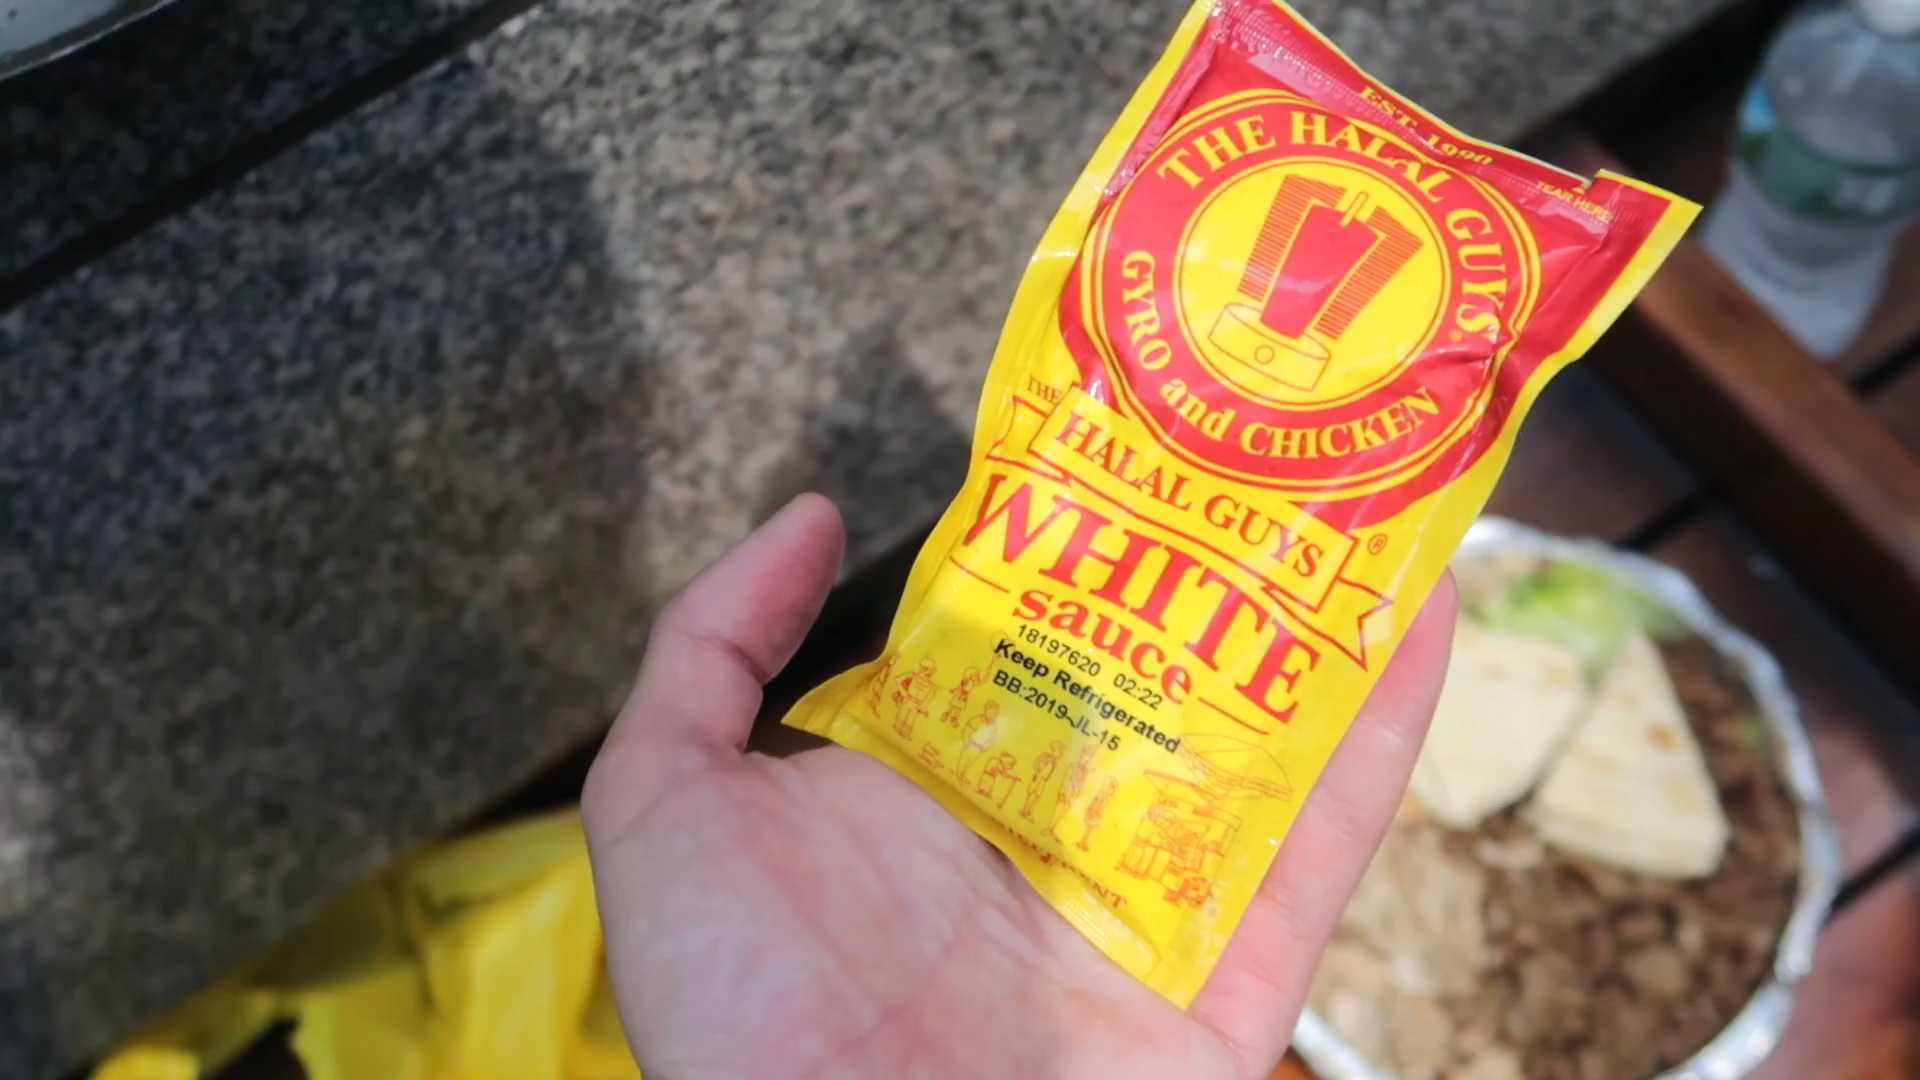 EST. 1990
TEAR HERE
THE HALAL GUYS®
GYRO and CHICKEN
THE
HALAL GUYS®
WHITE
sauce
18197620 02:22
Keep Refrigerated
BB:2019-JL-15